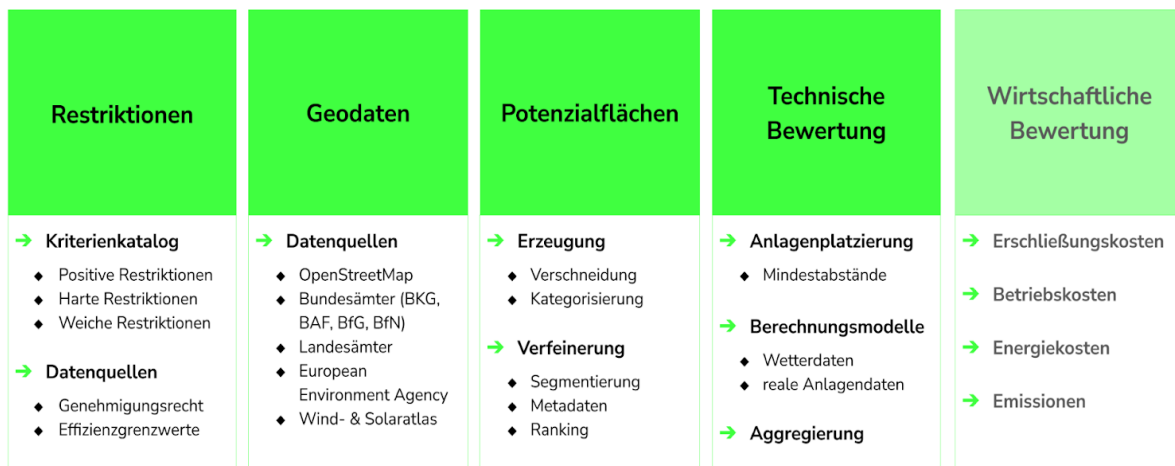 Restriktionen
➔ Kriterienkatalog
◆ Positive Restriktionen
◆ Harte Restriktionen
◆ Weiche Restriktionen
➔ Datenquellen
◆ Genehmigungsrecht
◆ Effizienzgrenzwerte
Geodaten
➔ Datenquellen
◆ OpenStreetMap
◆ Bundesämter (BKG,
BAF, BfG, BfN)
◆ Landesämter
◆ European
Environment Agency
◆ Wind- & Solaratlas
Potenzialflächen
➔ Erzeugung
◆ Verschneidung
◆ Kategorisierung
➔ Verfeinerung
◆ Segmentierung
◆ Metadaten
◆ Ranking
Technische
Bewertung
➔ Anlagenplatzierung
◆ Mindestabstände
➔ Berechnungsmodelle
◆ Wetterdaten
◆ reale Anlagendaten
➔ Aggregierung
Wirtschaftliche
Bewertung
➔ Erschließungskosten
➔ Betriebskosten
➔ Energiekosten
➔ Emissionen